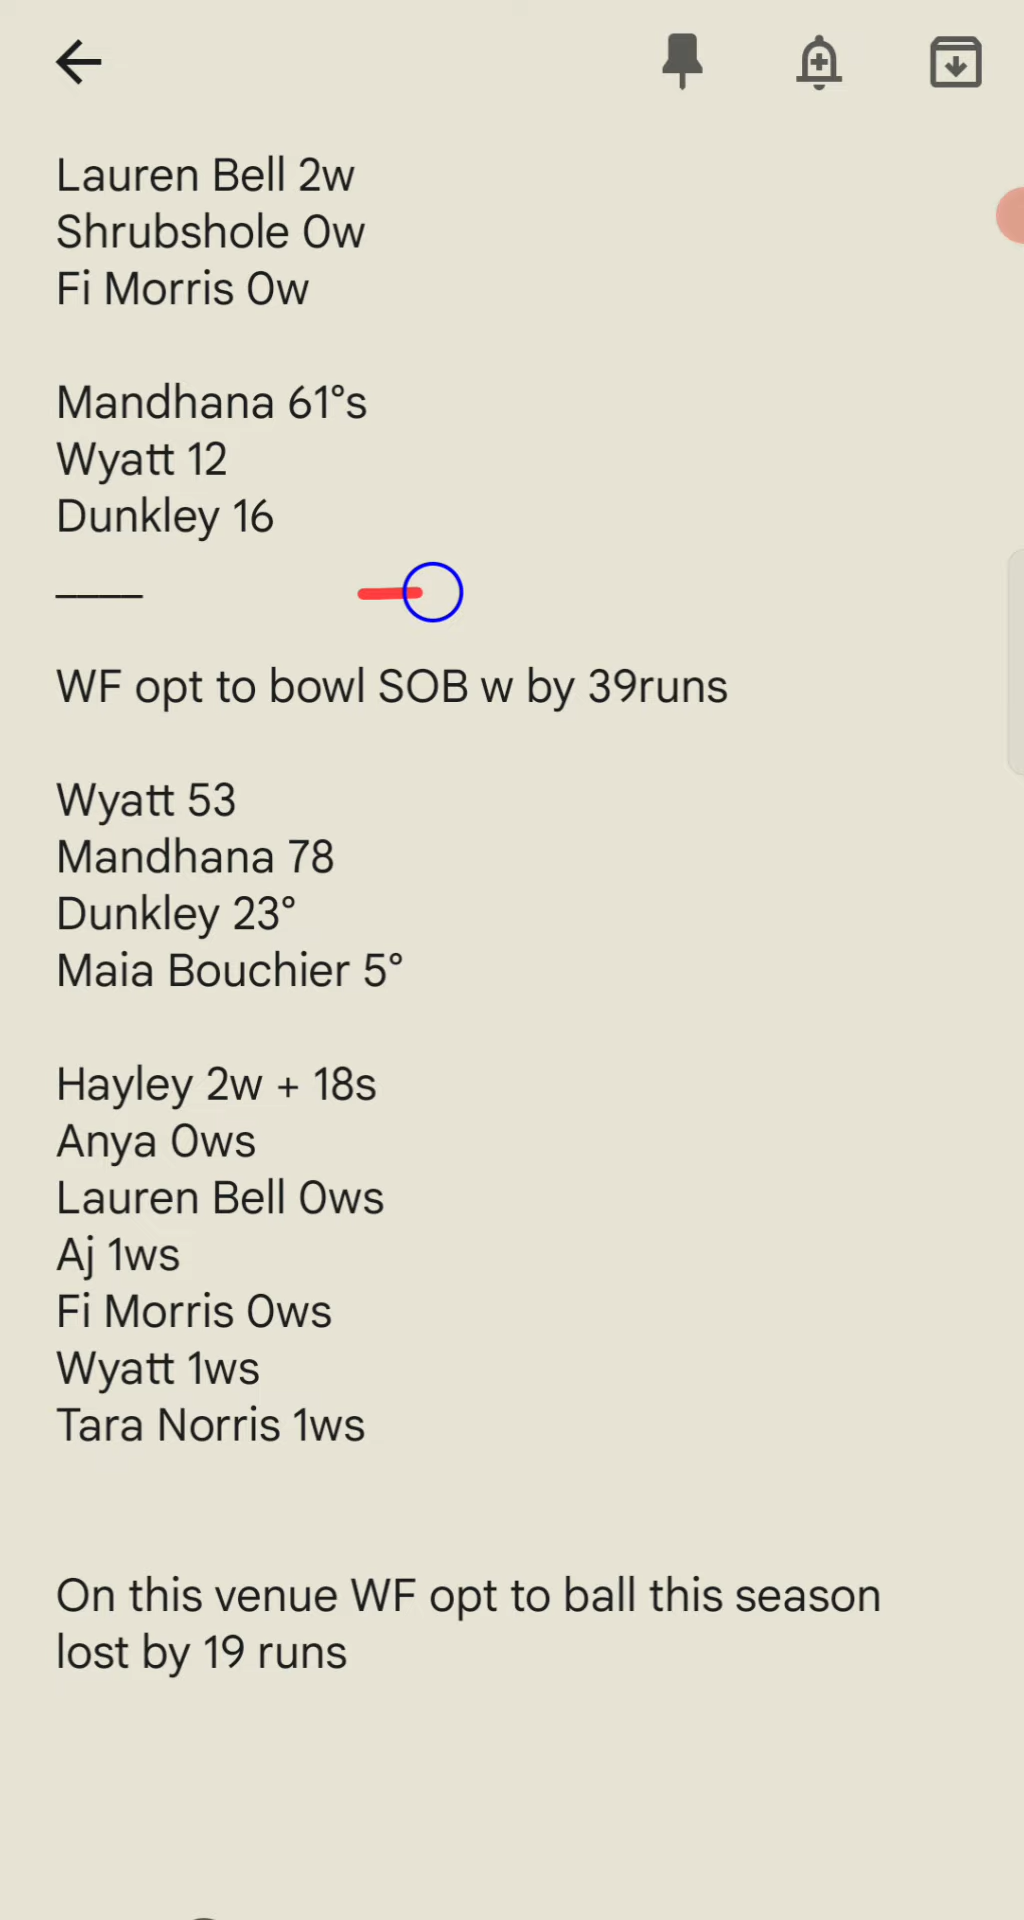 Lauren Bell 2w
Shrubshole 0w
Fi Morris 0w
Mandhana 61°s
Wyatt 12
Dunkley 16
____
WF opt to bowl SOB w by 39runs
Wyatt 53
Mandhana 78
Dunkley 23°
Maia Bouchier 5°
Hayley 2w + 18s
Anya 0ws
Lauren Bell 0ws
Aj 1ws
Fi Morris 0ws
Wyatt 1ws
Tara Norris 1ws
On this venue WF opt to ball this season
lost by 19 runs